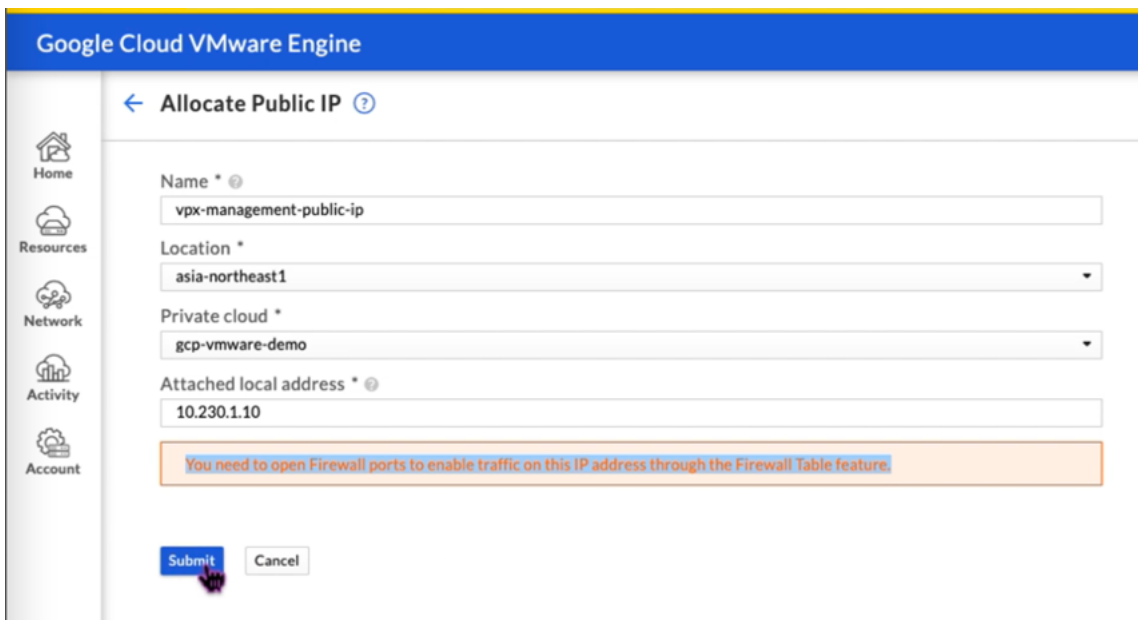 Google Cloud VMware Engine
Allocate Public IP ?
Home
Resources
Network
Activity
Account
Name * ?
vpx-management-public-ip
Location *
asia-northeast1
Private cloud *
gcp-vmware-demo
Attached local address * ?
10.230.1.10
You need to open Firewall ports to enable traffic on this IP address through the Firewall Table feature.
Submit Cancel